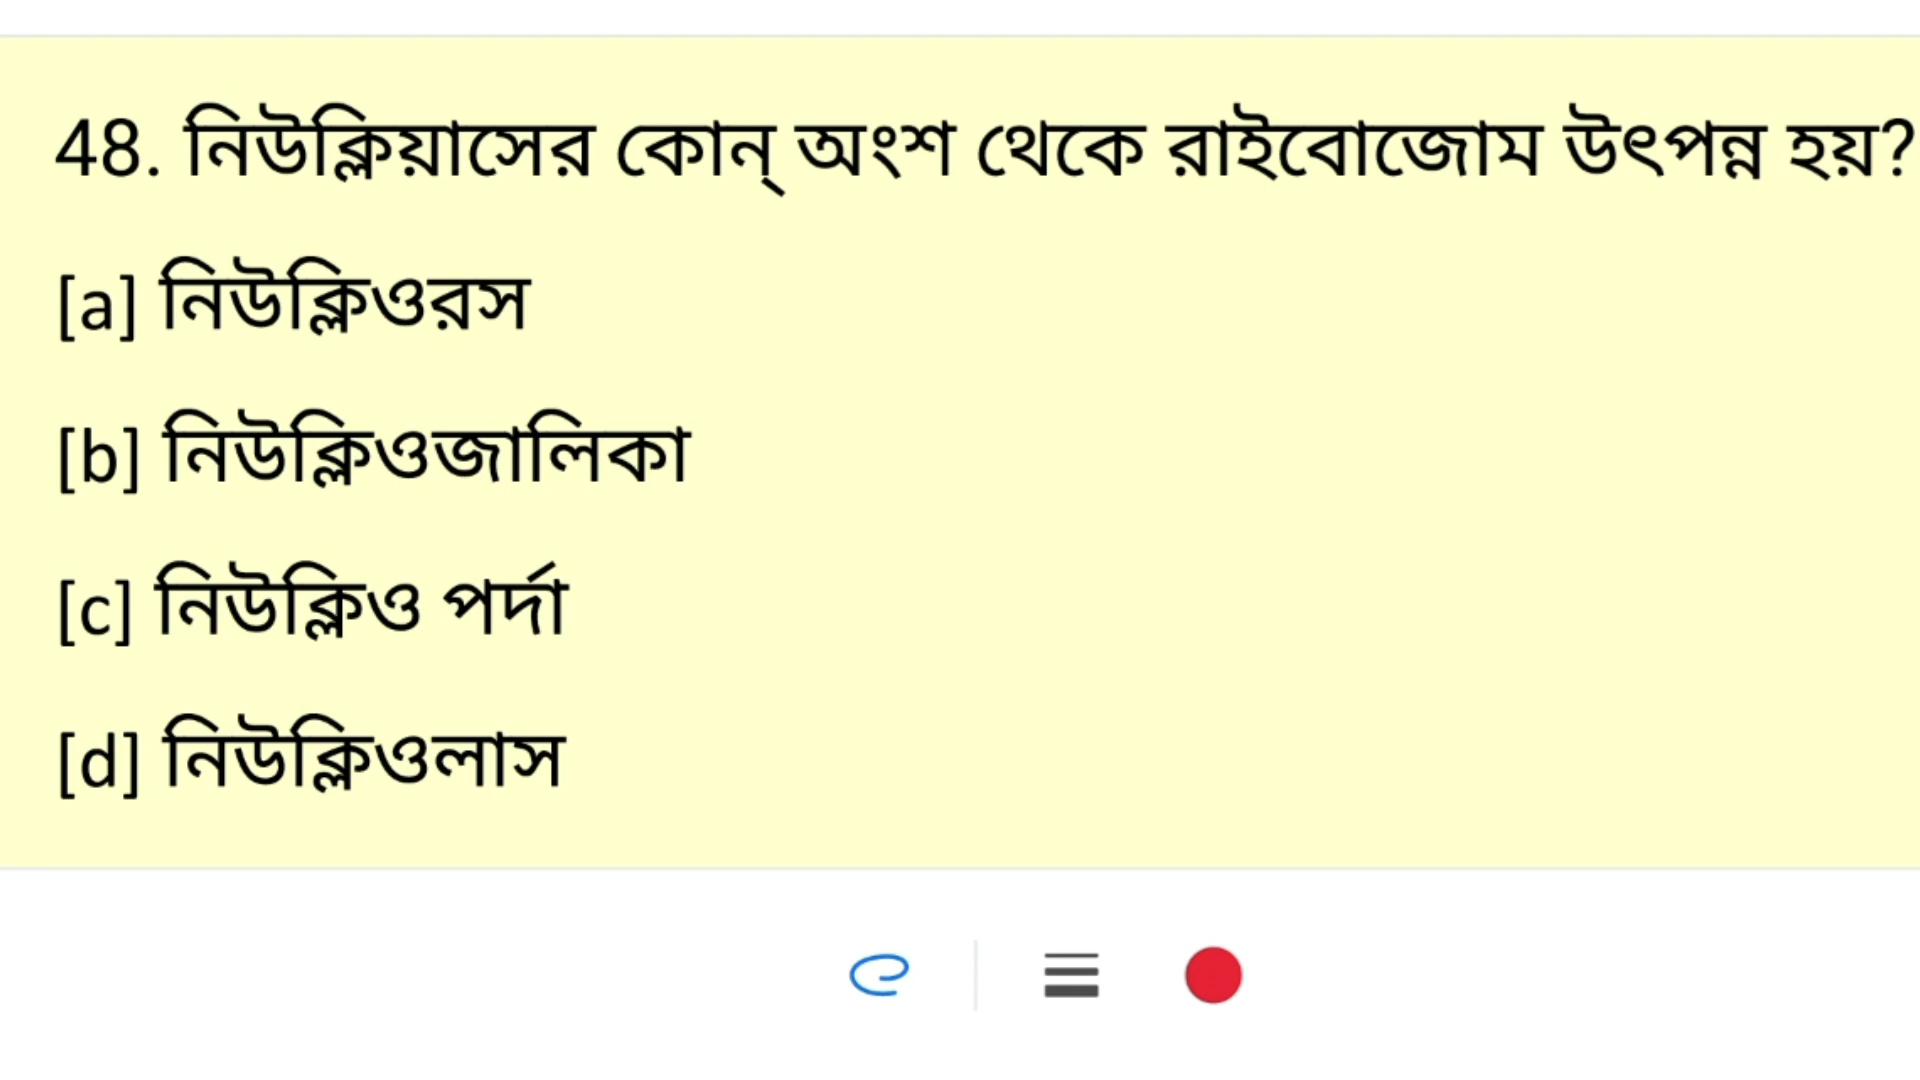 48. নিউক্লিয়াসের কোন্ অংশ থেকে রাইবোজোম উৎপন্ন হয়?
[a] নিউক্লিওরস
[b] নিউক্লিওজালিকা
[c] নিউক্লিও পর্দা
[d] নিউক্লিওলাস